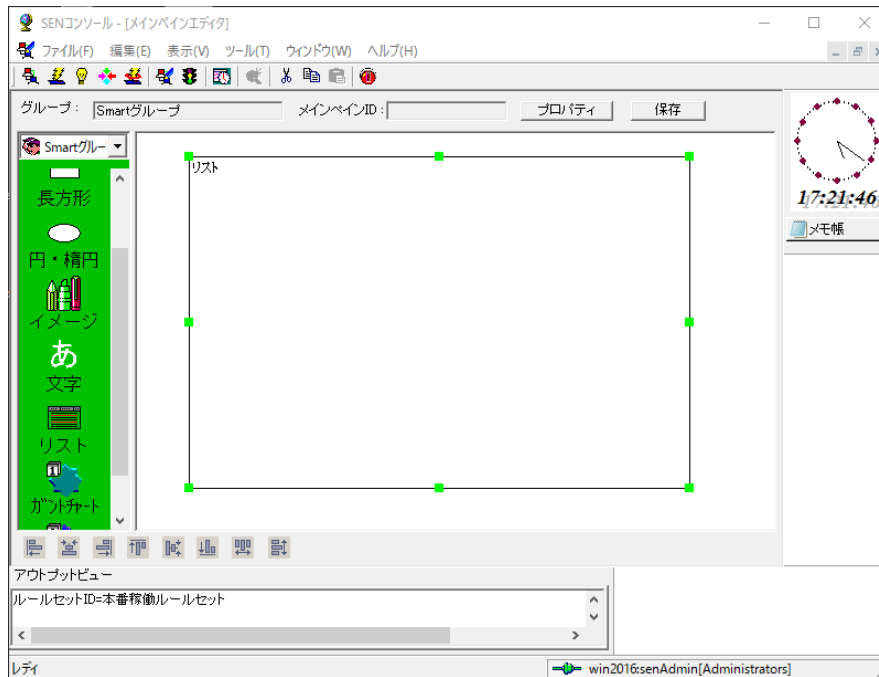 SENコンソール - [メインペインエディタ]
ファイル(F) 編集(E) 表示(V) ツール(T) ウィンドウ(W) ヘルプ(H)
グループ: Smartグループ メインペインID: プロパティ 保存
Smartグルー
長方形
円・楕円
イメージ
あ
文字
リスト
ガントチャート
リスト
17:21:46
メモ帳
アウトプットビュー
ルールセットID=本番稼働ルールセット
レディ
win2016:senAdmin[Administrators]